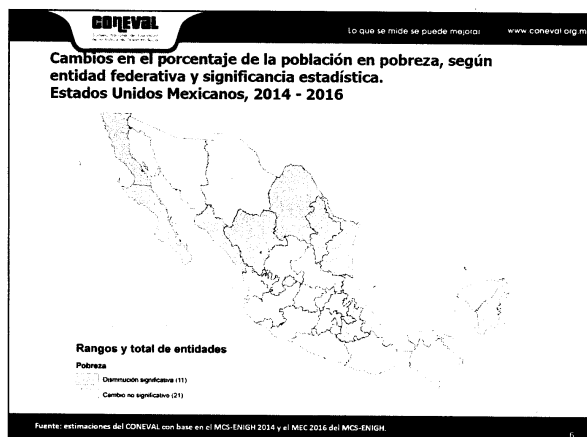 CONEVAL
Lo que se mide se puede mejorar
www.coneval.org.m
Cambios en el porcentaje de la población en pobreza, según
entidad federativa y significancia estadística.
Estados Unidos Mexicanos, 2014 - 2016
Rangos y total de entidades
Pobreza
Disminución significativa (11)
Cambio no significativo (21)
Fuente: estimaciones del CONEVAL con base en el MCS-ENIGH 2014 y el MEC 2016 del MCS-ENIGH.